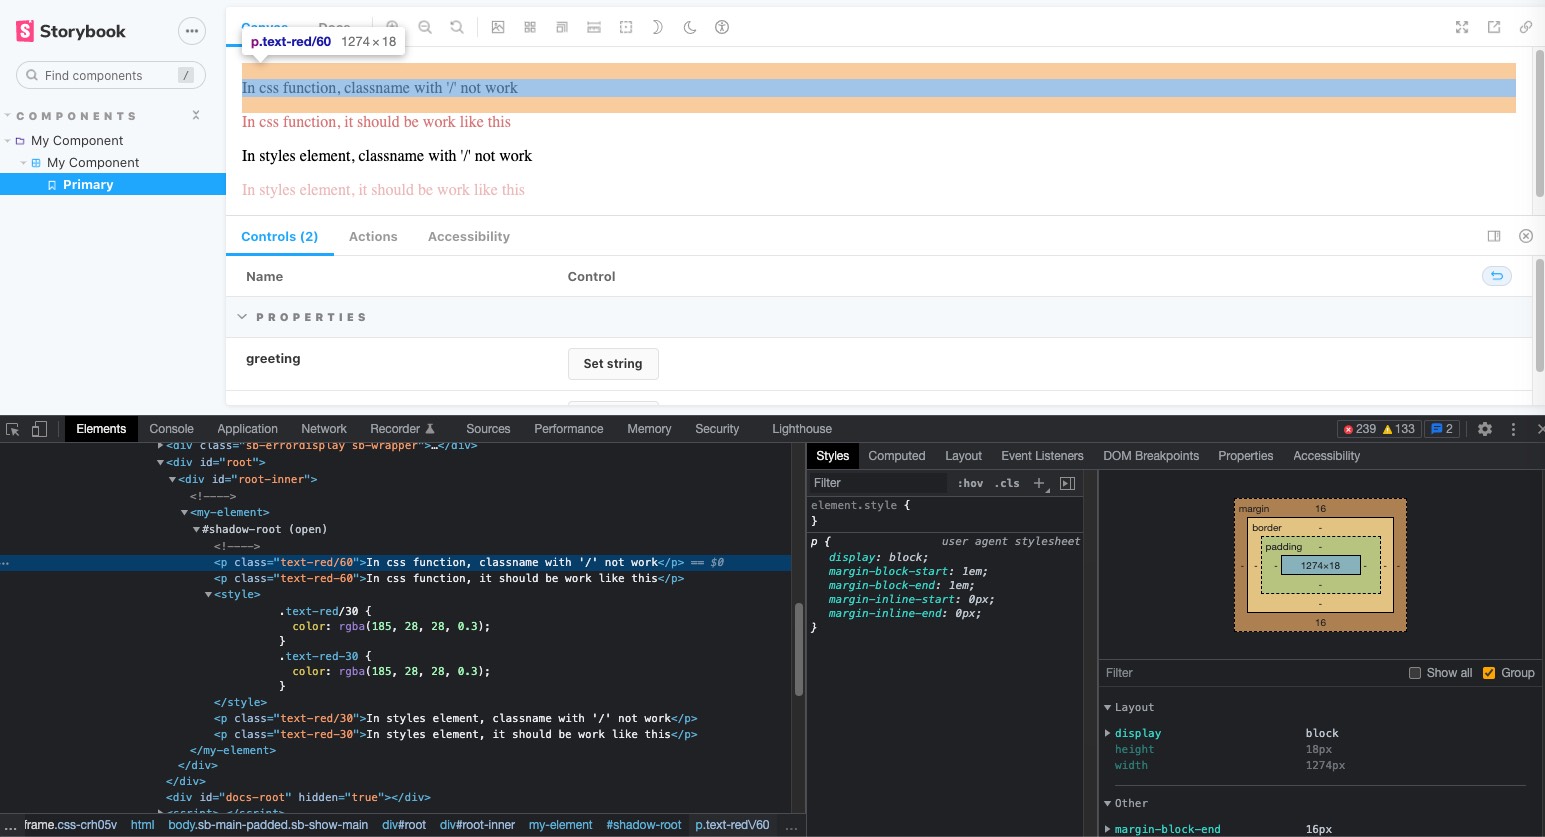 Storybook
Find components
/
COMPONENTS
My Component
My Component
Primary
Canvas
Docs
p.text-red/60 1274 × 18
In css function, classname with '/' not work
In css function, it should be work like this
In styles element, classname with '/' not work
In styles element, it should be work like this
Controls (2) Actions Accessibility
Name Control
PROPERTIES
greeting Set string
Elements Console Application Network Recorder Sources Performance Memory Security Lighthouse 239 133 2
<div class="sb-errordisplay sb-wrapper">…</div>
<div id="root">
<div id="root-inner">
<!---->
<my-element>
#shadow-root (open)
<!---->
<p class="text-red/60">In css function, classname with '/' not work</p> == $0
<p class="text-red-60">In css function, it should be work like this</p>
<style>
.text-red/30 {
color: rgba(185, 28, 28, 0.3);
}
.text-red-30 {
color: rgba(185, 28, 28, 0.3);
}
</style>
<p class="text-red/30">In styles element, classname with '/' not work</p>
<p class="text-red-30">In styles element, it should be work like this</p>
</my-element>
</div>
</div>
<div id="docs-root" hidden="true"></div>
<script>…</script>
... iframe.css-crh05v html body.sb-main-padded.sb-show-main div#root div#root-inner my-element #shadow-root p.text-red\/60 ...
Styles Computed Layout Event Listeners DOM Breakpoints Properties Accessibility
Filter :hov .cls +
element.style {
}
p { user agent stylesheet
display: block;
margin-block-start: 1em;
margin-block-end: 1em;
margin-inline-start: 0px;
margin-inline-end: 0px;
}
margin 16
border -
padding -
- - - 1274×18 - - -
-
-
16
Filter Show all Group
Layout
display block
height 18px
width 1274px
Other
margin-block-end 16px